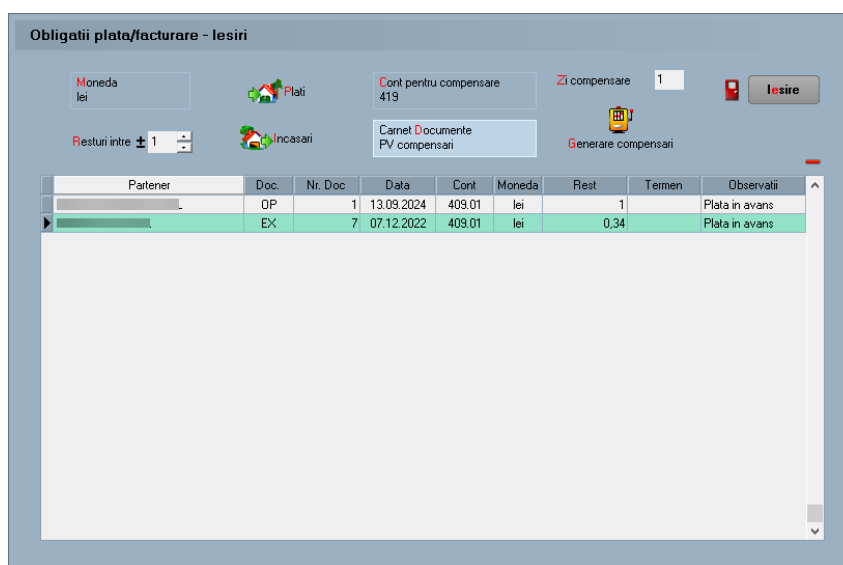 Obligatii plata/facturare - Iesiri
Moneda
lei
Plati
Cont pentru compensare
419
Zi compensare 1
Iesire
Resturi intre ± 1
Incasari
Carnet Documente
PV compensari
Generare compensari
Partener Doc. Nr. Doc Data Cont Moneda Rest Termen Observatii
OP 1 13.09.2024 409.01 lei 1 Plata in avans
EX 7 07.12.2022 409.01 lei 0,34 Plata in avans